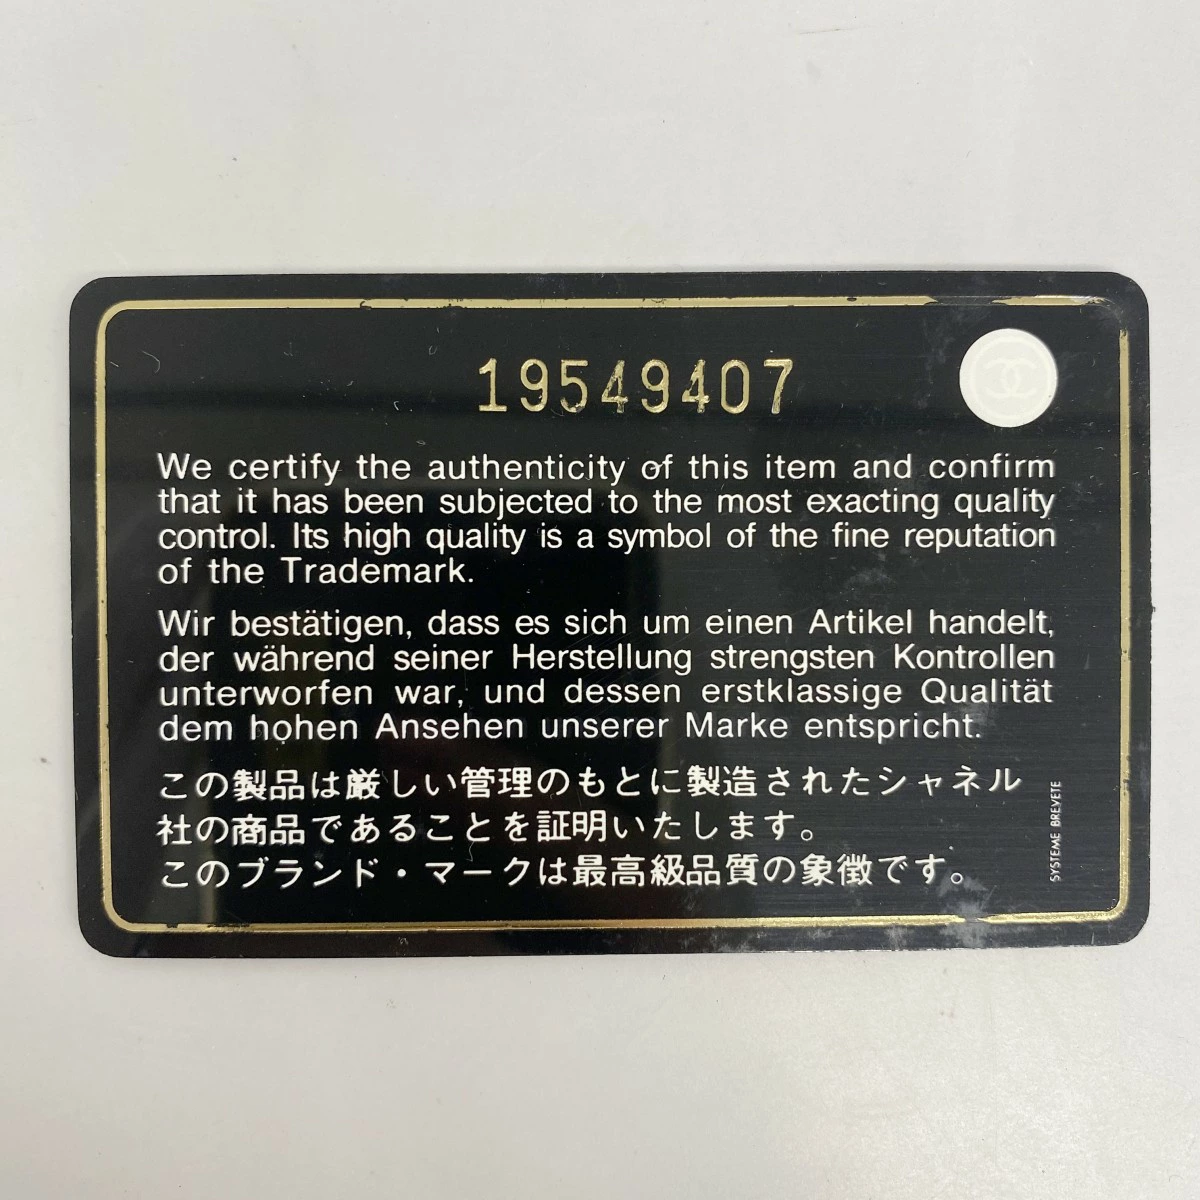 19549407
We certify the authenticity of this item and confirm
that it has been subjected to the most exacting quality
control. Its high quality is a symbol of the fine reputation
of the Trademark.
Wir bestätigen, dass es sich um einen Artikel handelt,
der während seiner Herstellung strengsten Kontrollen
unterworfen war, und dessen erstklassige Qualität
dem hohen Ansehen unserer Marke entspricht.
この製品は厳しい管理のもとに製造されたシャネル
社の商品であることを証明いたします。
このブランド・マークは最高級品質の象徴です。
SYSTEME BREVETE